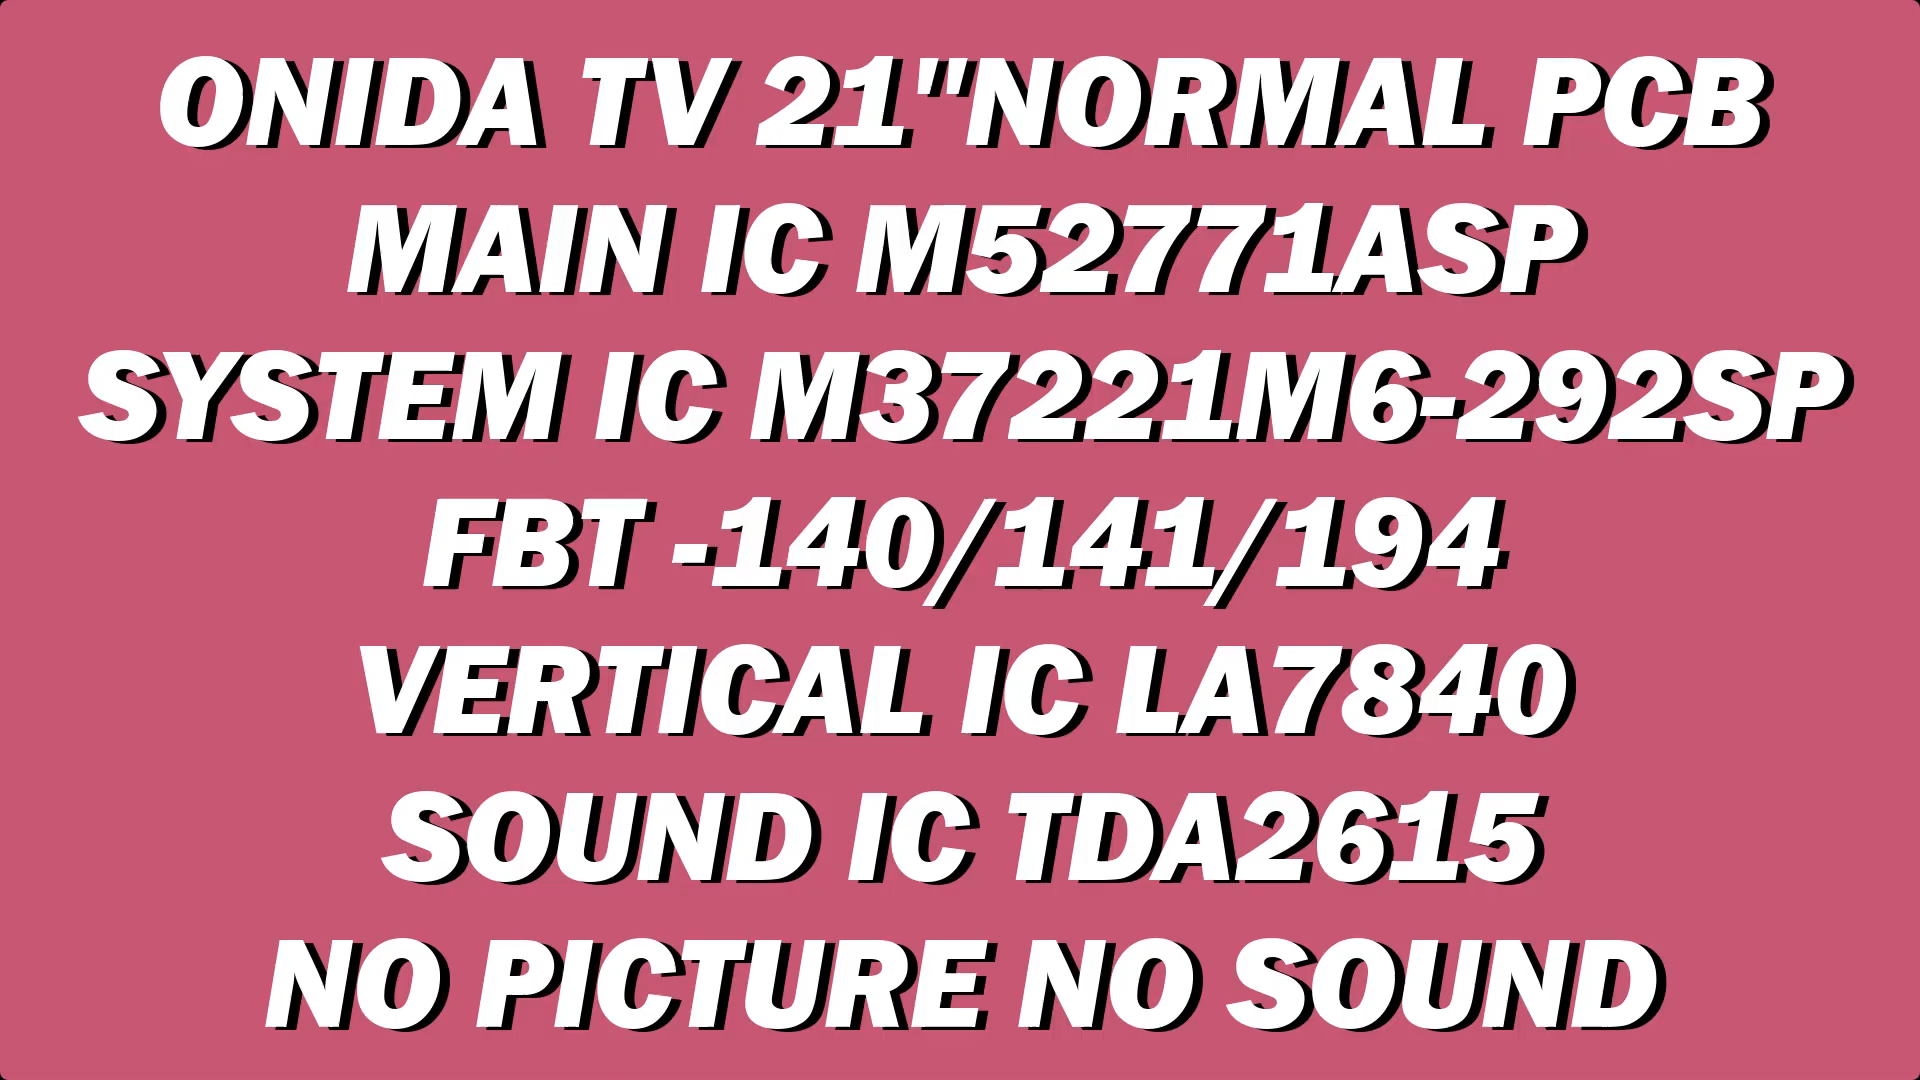 ONIDA TV 21"NORMAL PCB
MAIN IC M52771ASP
SYSTEM IC M37221M6-292SP
FBT -140/141/194
VERTICAL IC LA7840
SOUND IC TDA2615
NO PICTURE NO SOUND